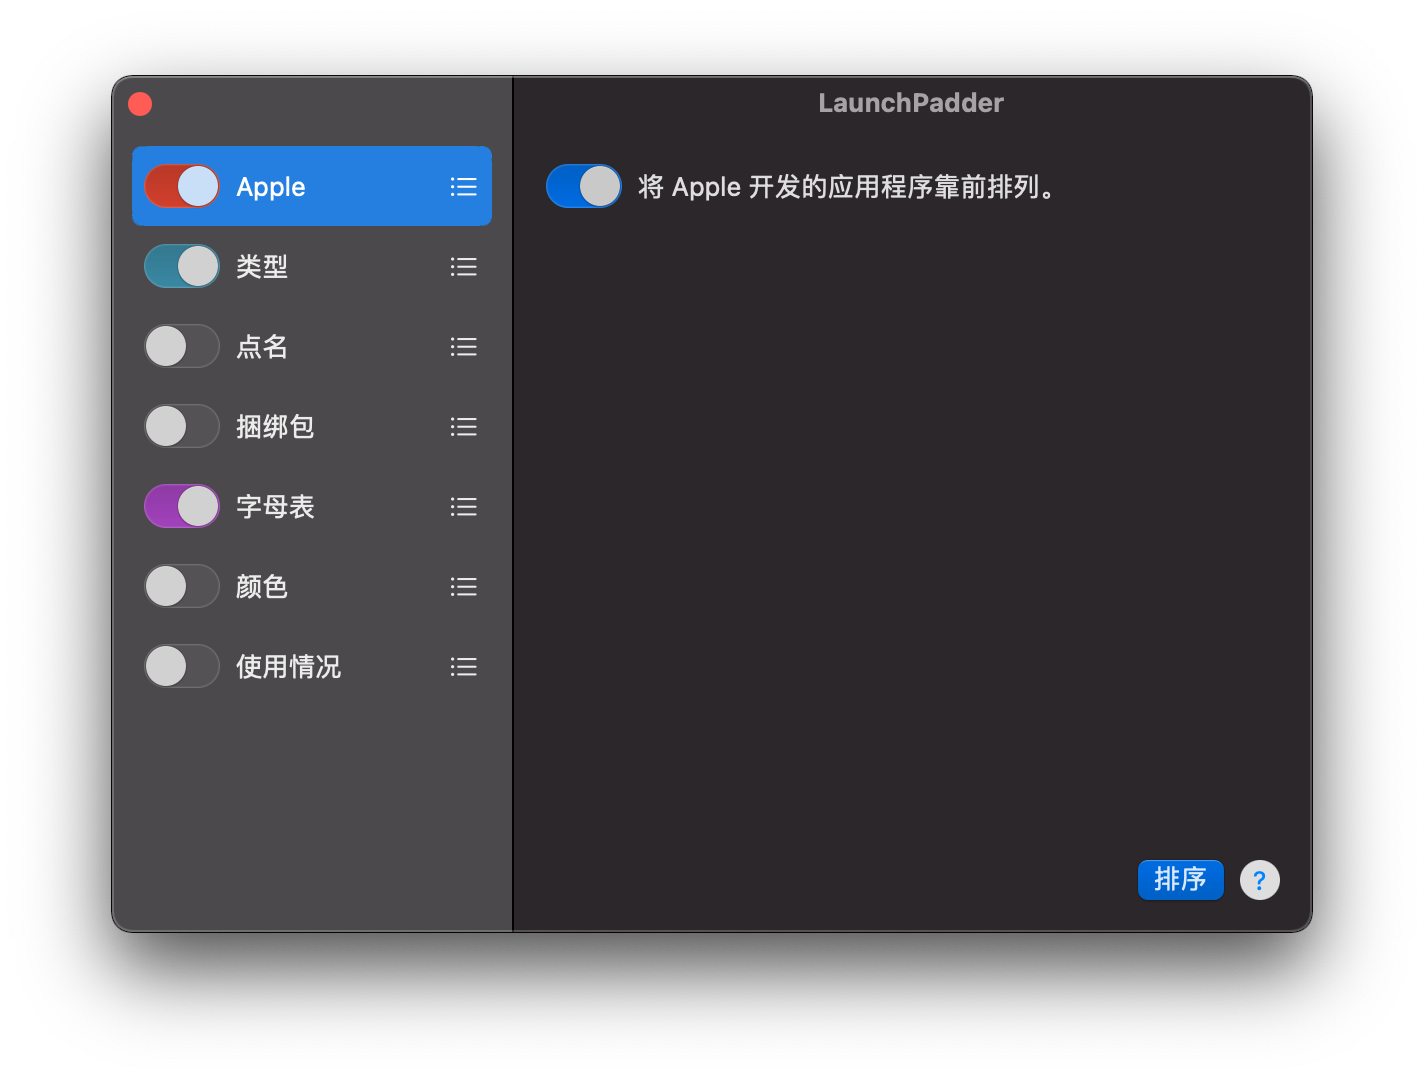 LaunchPadder
Apple
类型
点名
捆绑包
字母表
颜色
使用情况
将 Apple 开发的应用程序靠前排列。
排序
?